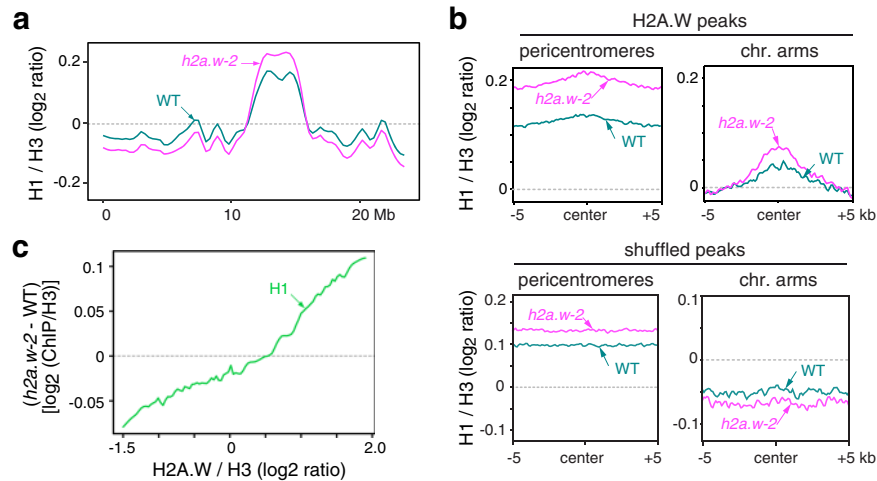 a
H1 / H3 (log2 ratio)
0.2
0
-0.2
h2a.w-2
WT
0
10
20 Mb
b
H2A.W peaks
pericentromeres
chr. arms
H1 / H3 (log2 ratio)
0.2
0
h2a.w-2
WT
-5
center
+5
0.2
0
h2a.w-2
WT
-5
center
+5 kb
shuffled peaks
pericentromeres
chr. arms
H1 / H3 (log2 ratio)
0.2
0.1
0
-0.1
h2a.w-2
WT
-5
center
+5
0.1
0
-0.1
WT
h2a.w-2
-5
center
+5 kb
c
(h2a.w-2 - WT)
[log2 (ChIP/H3)]
0.1
0.05
0
-0.05
H1
-1.5
0
2.0
H2A.W / H3 (log2 ratio)